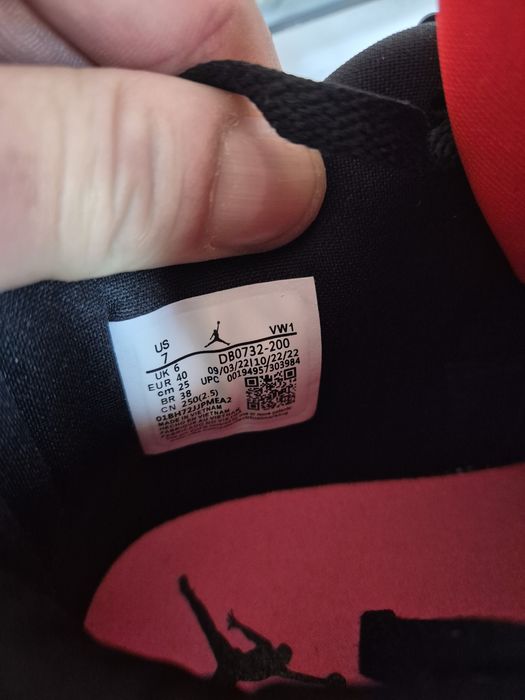 US VW1
7
UK 6 DB0732-200
EUR 40 09/03/22|10/22/22
cm 25 UPC 00194957303984
BR 38
CN 250(2.5)
01BH72JJPMEA2
MADE IN VIETNAM